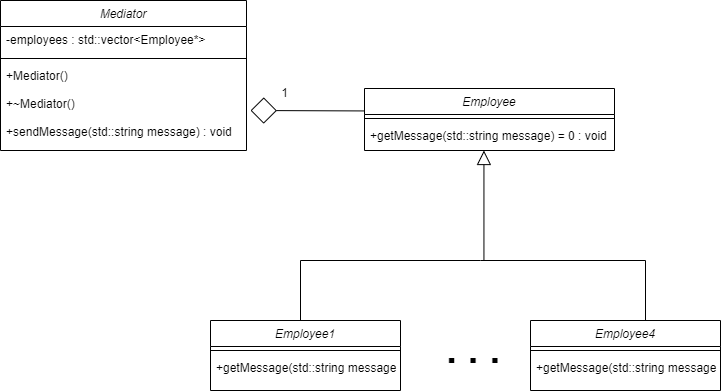 Mediator
-employees : std::vector<Employee*>
+Mediator()
+~Mediator()
+sendMessage(std::string message) : void
1
Employee
+getMessage(std::string message) = 0 : void
Employee1
+getMessage(std::string message
. . .
Employee4
+getMessage(std::string message